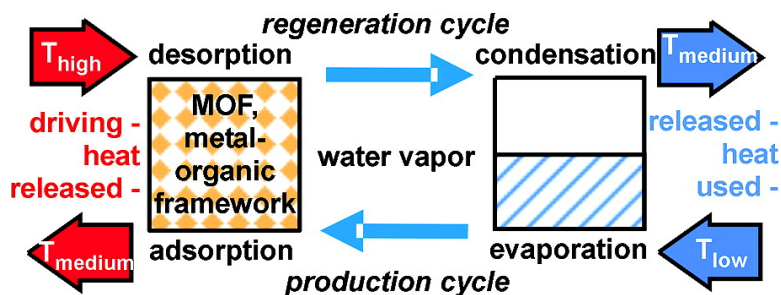 regeneration cycle
T high
desorption
condensation
T medium
MOF,
metal-
organic
framework
driving -
heat
released -
water vapor
released -
heat
used -
T medium
adsorption
evaporation
T low
production cycle